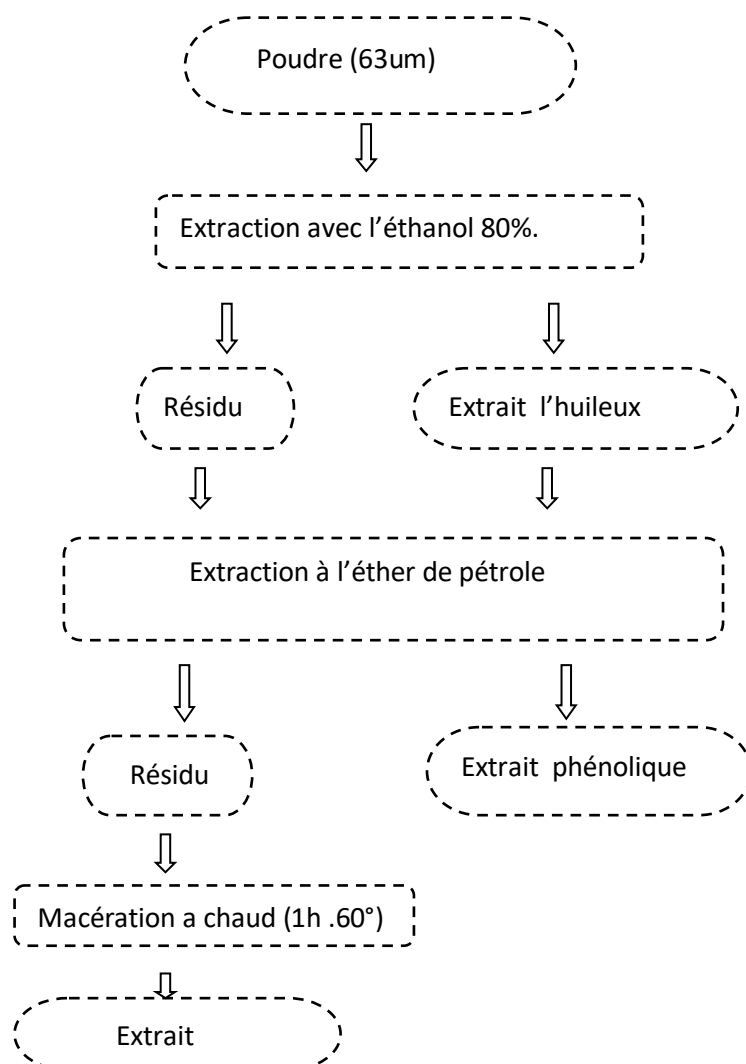 Poudre (63um)
Extraction avec l’éthanol 80%.
Résidu
Extrait l’huileux
Extraction à l’éther de pétrole
Résidu
Extrait phénolique
Macération a chaud (1h .60°)
Extrait